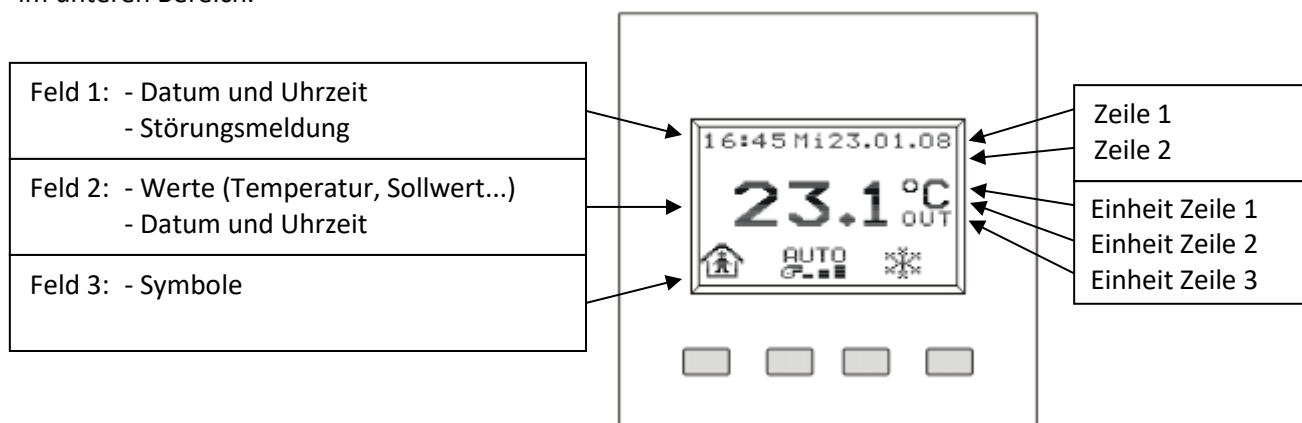 im unteren Bereich.
Feld 1: - Datum und Uhrzeit
- Störungsmeldung
Feld 2: - Werte (Temperatur, Sollwert...)
- Datum und Uhrzeit
Feld 3: - Symbole
16:45 Mi23.01.08
23.1 °C
OUT
AUTO
Zeile 1
Zeile 2
Einheit Zeile 1
Einheit Zeile 2
Einheit Zeile 3